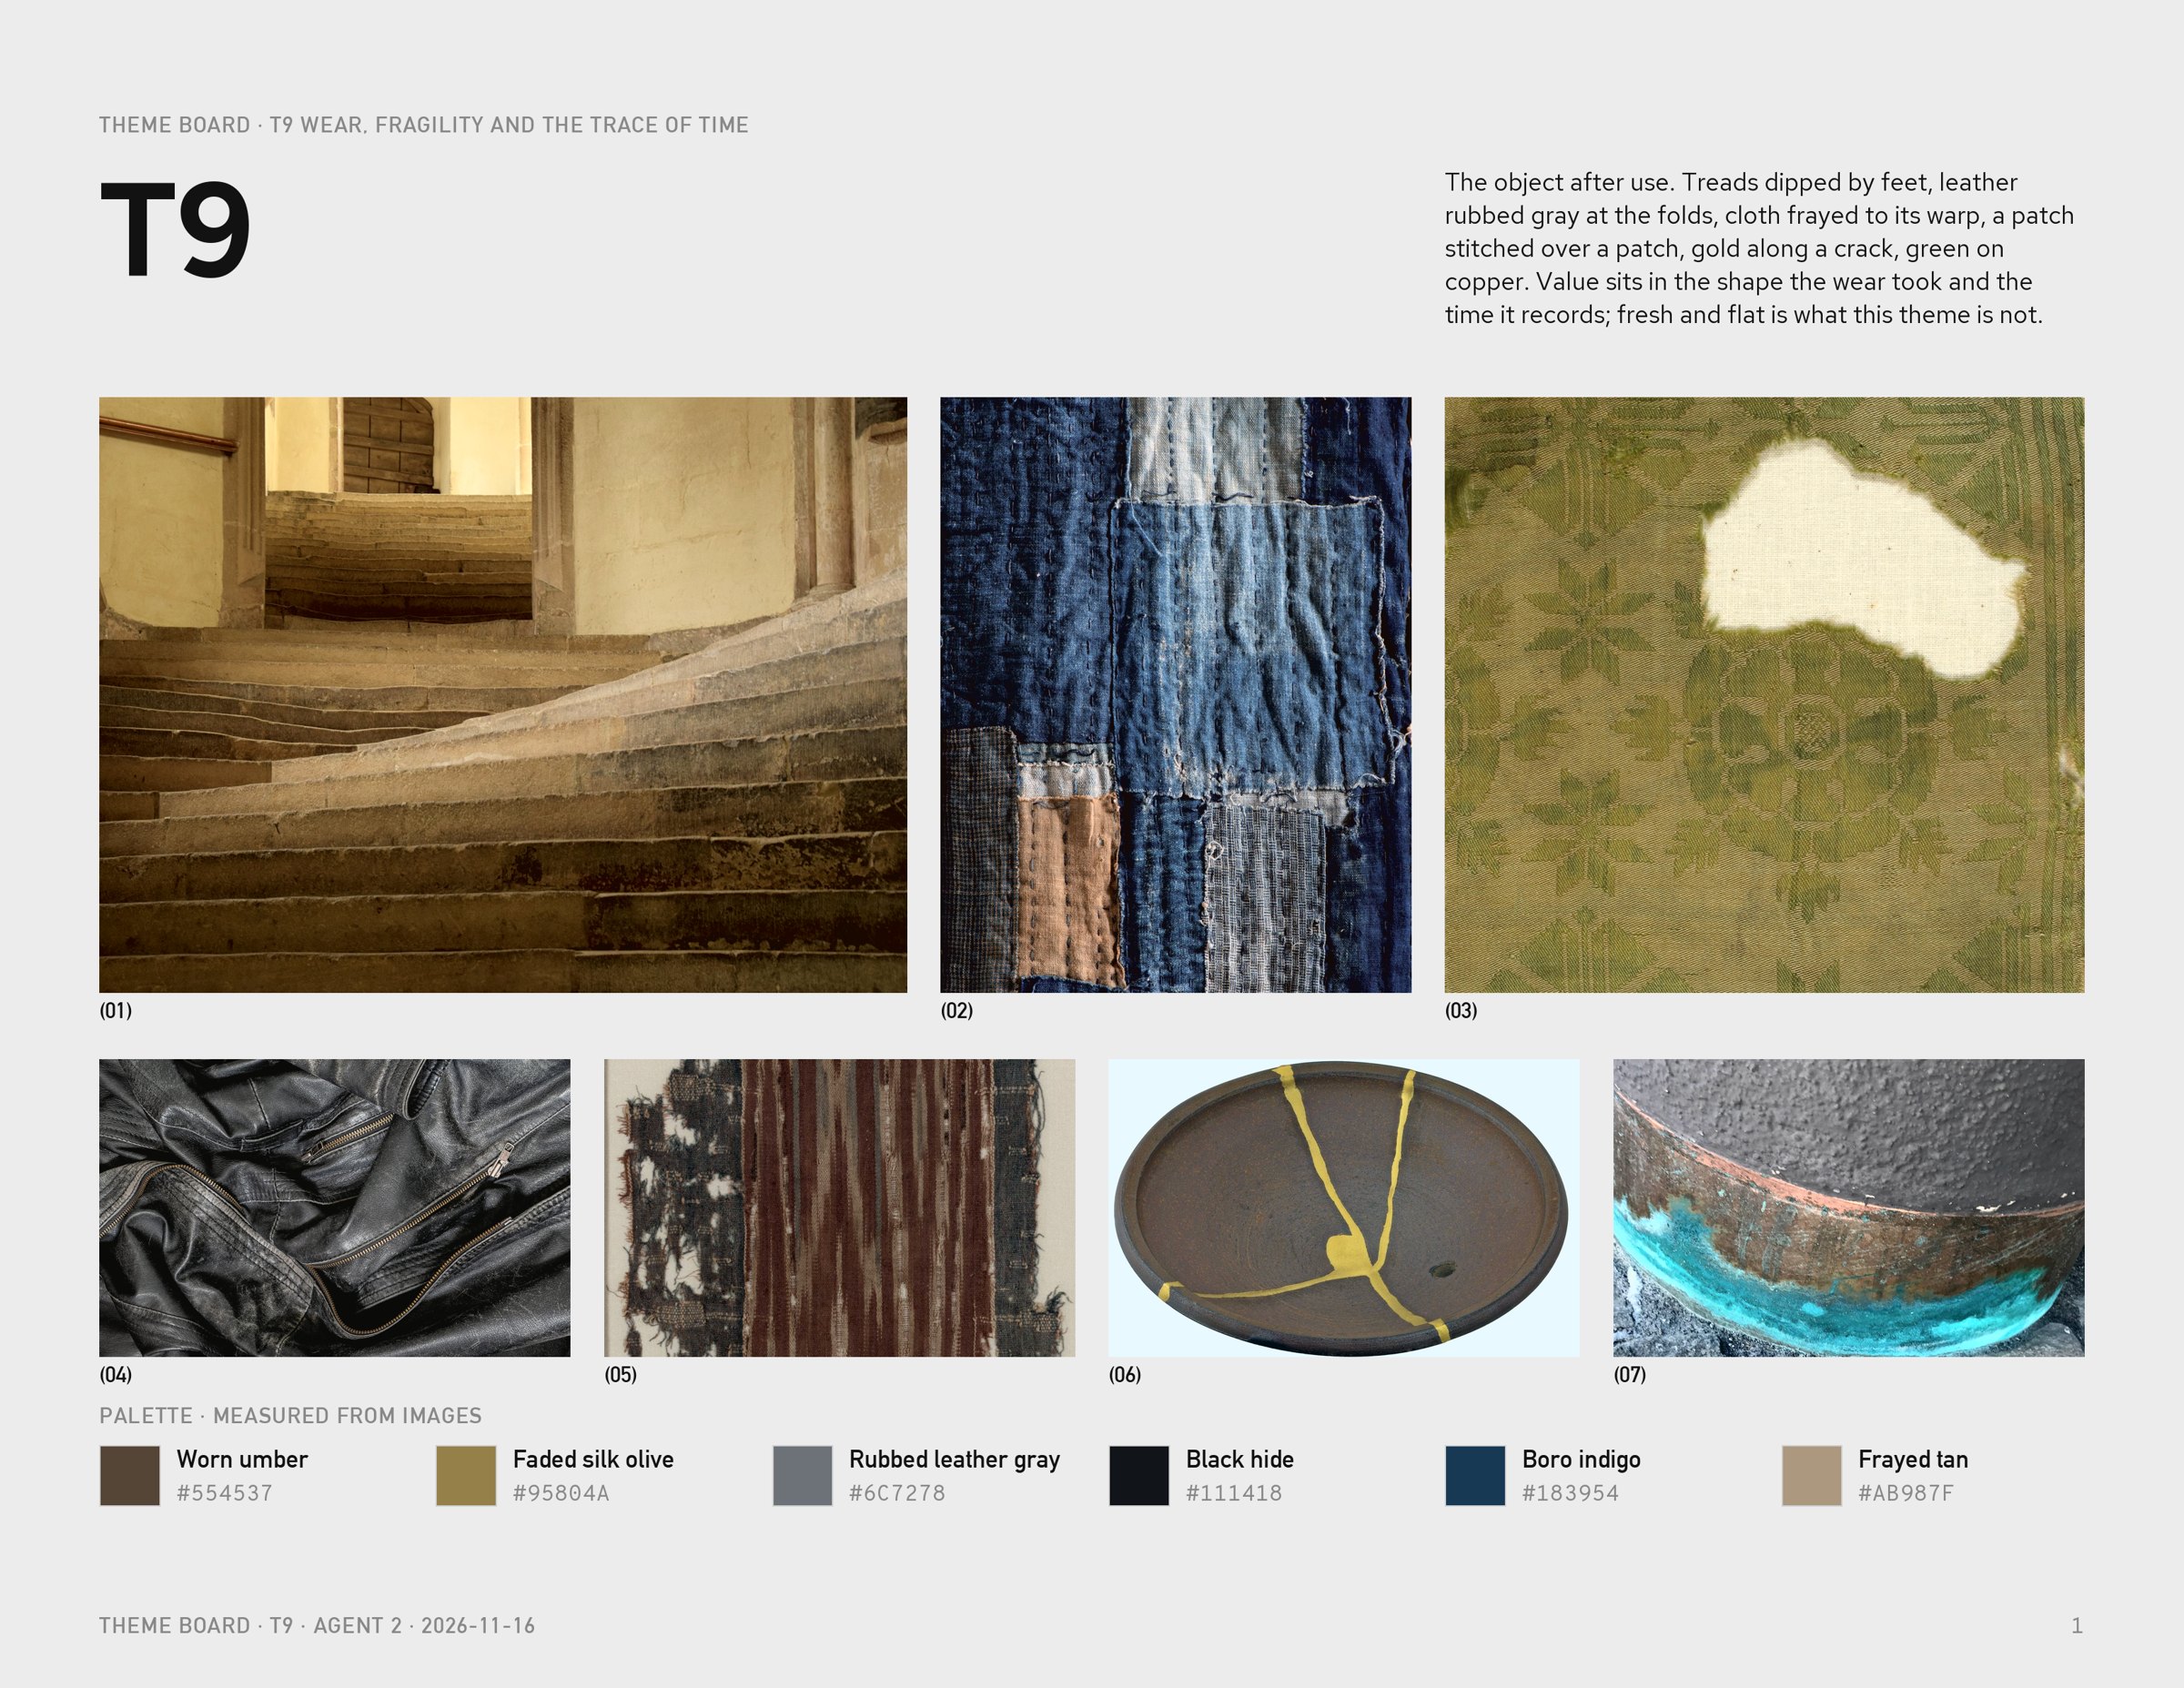 THEME BOARD · T9 WEAR, FRAGILITY AND THE TRACE OF TIME
T9
The object after use. Treads dipped by feet, leather
rubbed gray at the folds, cloth frayed to its warp, a patch
stitched over a patch, gold along a crack, green on
copper. Value sits in the shape the wear took and the
time it records; fresh and flat is what this theme is not.
(01)
(02)
(03)
(04)
(05)
(06)
(07)
PALETTE · MEASURED FROM IMAGES
Worn umber
#554537
Faded silk olive
#95804A
Rubbed leather gray
#6C7278
Black hide
#111418
Boro indigo
#183954
Frayed tan
#AB987F
THEME BOARD · T9 · AGENT 2 · 2026-11-16
1